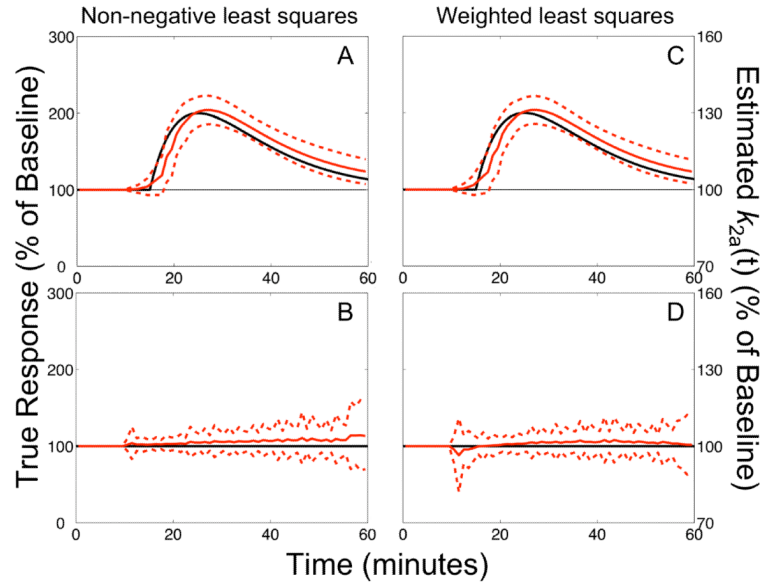 Non-negative least squares
Weighted least squares
True Response (% of Baseline)
Estimated k2a(t) (% of Baseline)
300
200
100
0
A
0 20 40 60
C
160
130
100
70
0 20 40 60
300
200
100
0
B
0 20 40 60
D
160
130
100
70
0 20 40 60
Time (minutes)